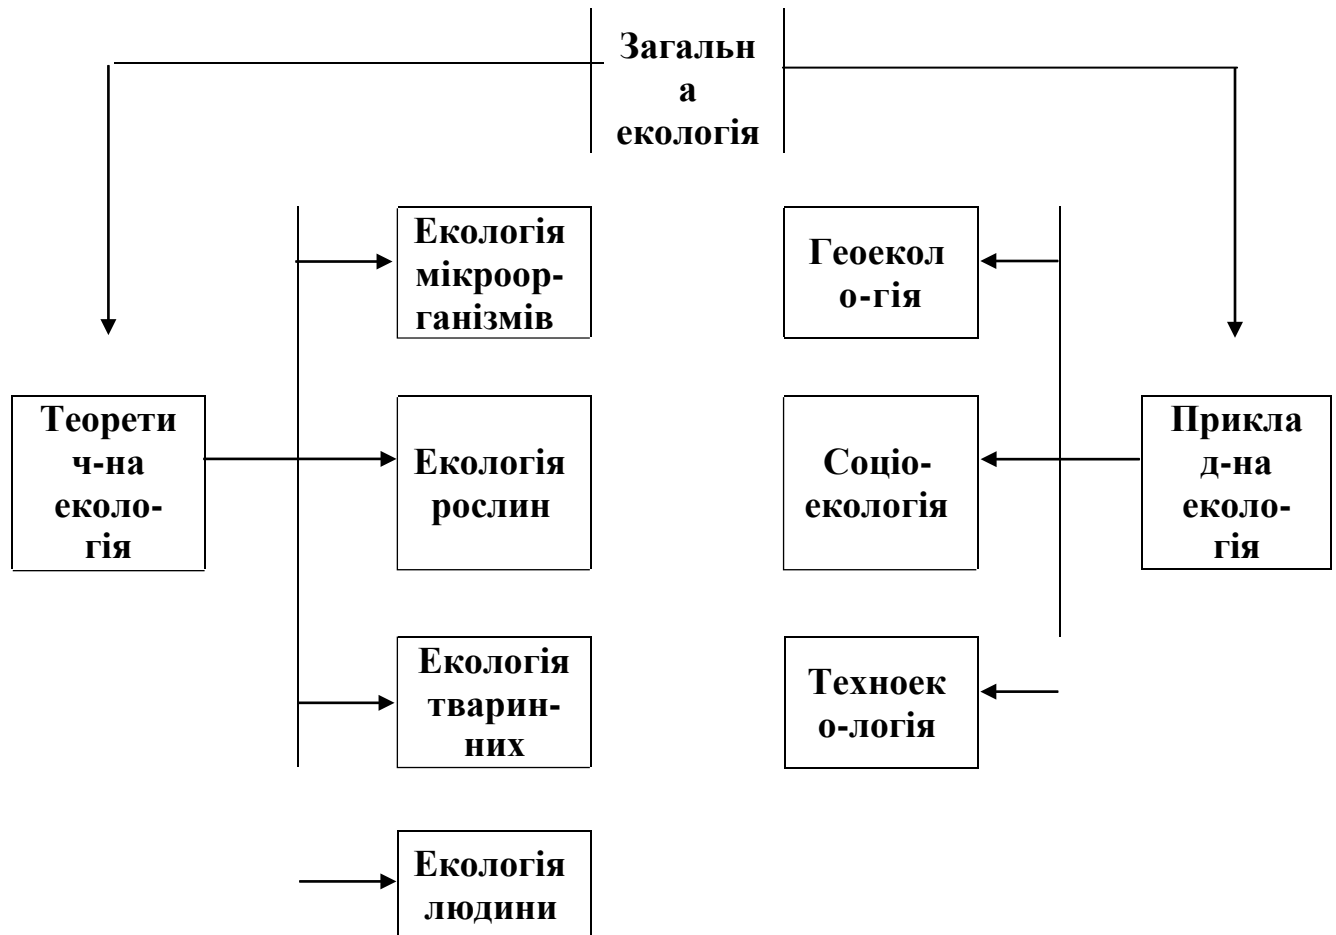 Загальн
а
екологія
Екологія
мікроор-
ганізмів
Геоекол
о-гія
Теорети
ч-на
еколо-
гія
Екологія
рослин
Соціо-
екологія
Прикла
д-на
еколо-
гія
Екологія
тварин-
них
Техноек
о-логія
Екологія
людини